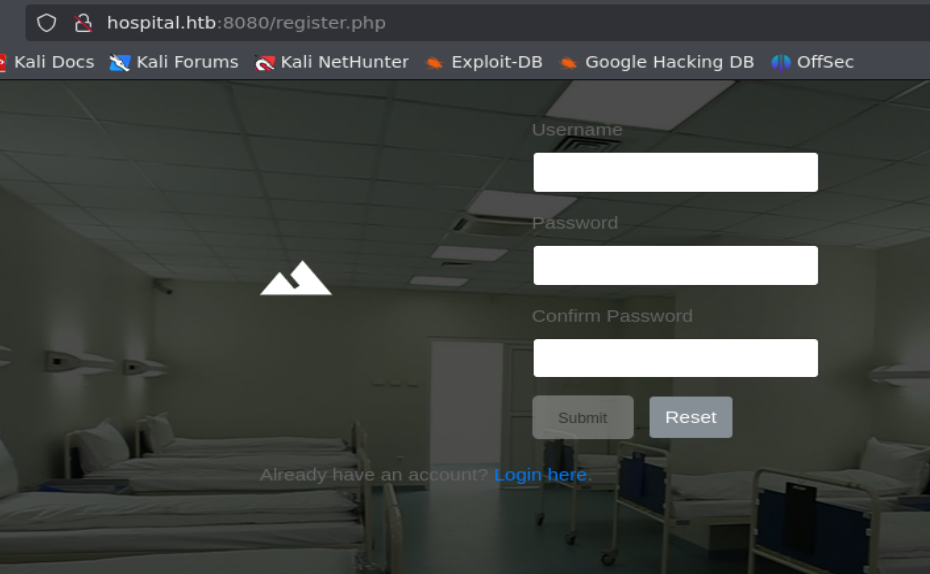 hospital.htb:8080/register.php
Kali Docs Kali Forums Kali NetHunter Exploit-DB Google Hacking DB OffSec
Username
Password
Confirm Password
Submit Reset
Already have an account? Login here.